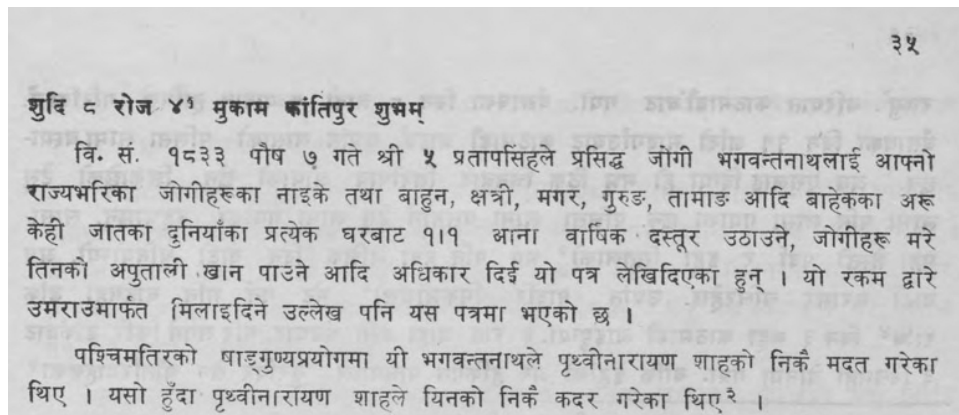 ३५
शुदि ८ रोज ४¹ मुकाम कांतिपुर शुभम्
वि. सं. १८३३ पौष ७ गते श्री ५ प्रतापसिंहले प्रसिद्ध जोगी भगवन्तनाथलाई आफ्नो
राज्यभरिका जोगीहरूका नाइके तथा बाहुन, क्षत्री, मगर, गुरुङ, तामाङ आदि बाहेकका अरू
केही जातका दुनियाँका प्रत्येक घरबाट १।१ आना वार्षिक दस्तूर उठाउने, जोगीहरू मरे
तिनको अपुताली खान पाउने आदि अधिकार दिई यो पत्र लेखिदिएका हुन् । यो रकम द्वारे
उमराउमार्फत मिलाइदिने उल्लेख पनि यस पत्रमा भएको छ ।
पश्चिमतिरको षाड्गुण्यप्रयोगमा यी भगवन्तनाथले पृथ्वीनारायण शाहको निकै मदत गरेका
थिए । यसो हुँदा पृथ्वीनारायण शाहले यिनको निकै कदर गरेका थिए२ ।